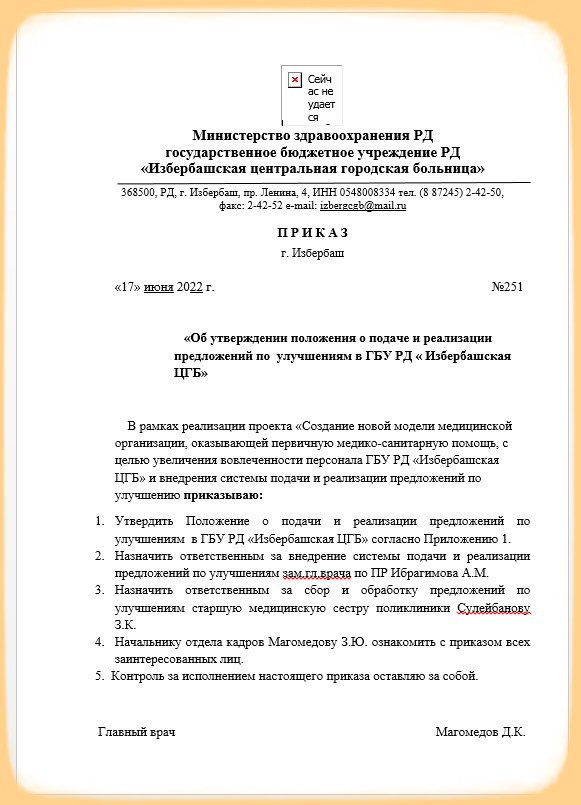 Сейч
ас не
удает
ся
Министерство здравоохранения РД
государственное бюджетное учреждение РД
«Избербашская центральная городская больница»
368500, РД, г. Избербаш, пр. Ленина, 4, ИНН 0548008334 тел. (8 87245) 2-42-50,
факс: 2-42-52 e-mail: izbergcgb@mail.ru
П Р И К А З
г. Избербаш
«17» июня 2022 г. №251
«Об утверждении положения о подаче и реализации
предложений по улучшениям в ГБУ РД « Избербашская
ЦГБ»
В рамках реализации проекта «Создание новой модели медицинской
организации, оказывающей первичную медико-санитарную помощь, с
целью увеличения вовлеченности персонала ГБУ РД «Избербашская
ЦГБ» и внедрения системы подачи и реализации предложений по
улучшению приказываю:
1. Утвердить Положение о подачи и реализации предложений по
улучшениям в ГБУ РД «Избербашская ЦГБ» согласно Приложению 1.
2. Назначить ответственным за внедрение системы подачи и реализации
предложений по улучшениям зам.гл.врача по ПР Ибрагимова А.М.
3. Назначить ответственным за сбор и обработку предложений по
улучшениям старшую медицинскую сестру поликлиники Сулейбанову
З.К.
4. Начальнику отдела кадров Магомедову З.Ю. ознакомить с приказом всех
заинтересованных лиц.
5. Контроль за исполнением настоящего приказа оставляю за собой.
Главный врач Магомедов Д.К.